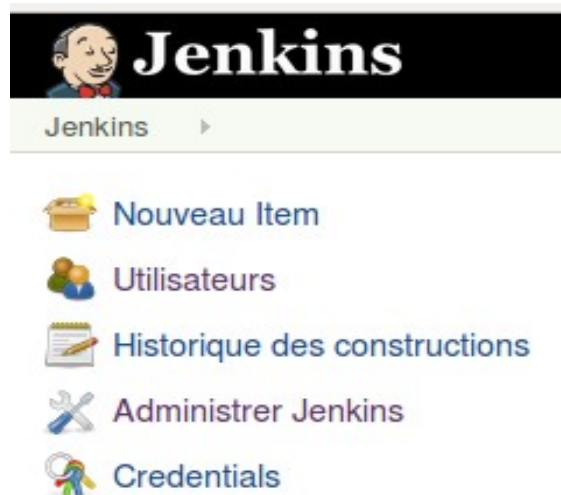 Jenkins
Jenkins
Nouveau Item
Utilisateurs
Historique des constructions
Administrer Jenkins
Credentials